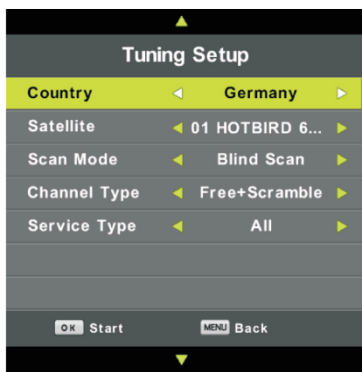 Tuning Setup
Country Germany
Satellite 01 HOTBIRD 6...
Scan Mode Blind Scan
Channel Type Free+Scramble
Service Type All
OK Start MENU Back